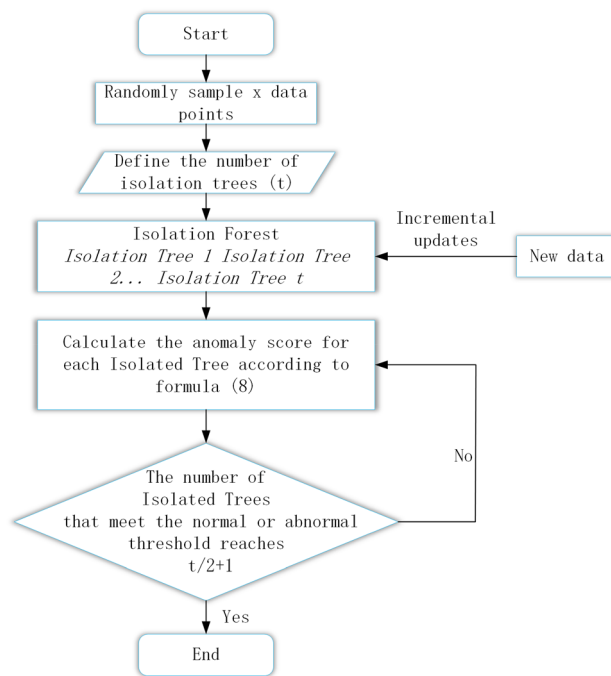 Start
Randomly sample x data
points
Define the number of
isolation trees (t)
Incremental
updates
Isolation Forest
Isolation Tree 1 Isolation Tree
2... Isolation Tree t
New data
Calculate the anomaly score for
each Isolated Tree according to
formula (8)
No
The number of
Isolated Trees
that meet the normal or abnormal
threshold reaches
t/2+1
Yes
End